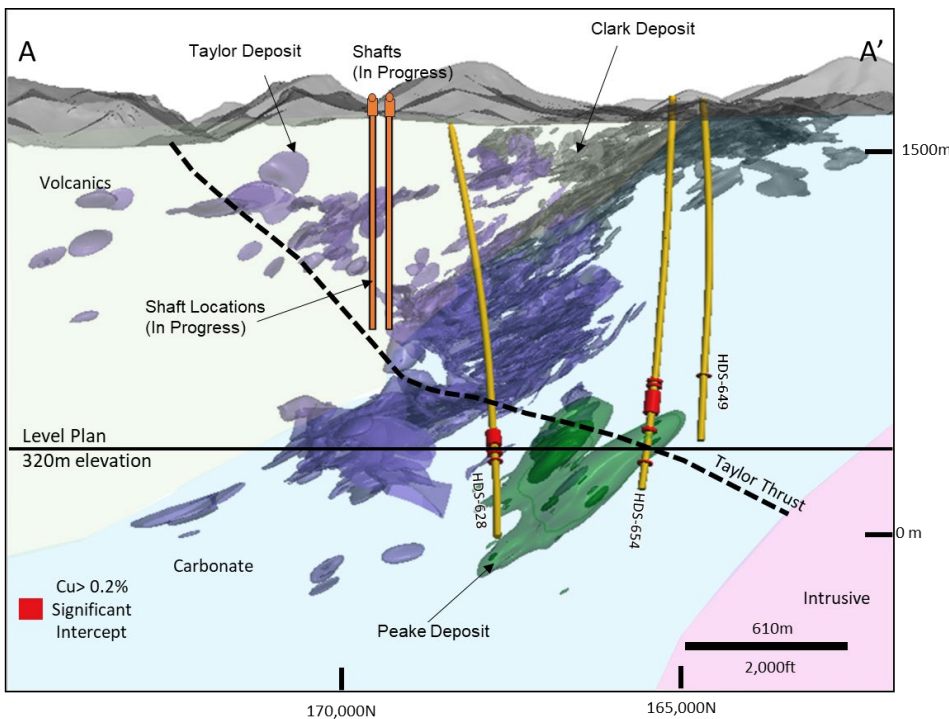 A
Taylor Deposit
Shafts
(In Progress)
Clark Deposit
A'
1500m
Volcanics
Shaft Locations
(In Progress)
HDS-649
Level Plan
320m elevation
HDS-628
HDS-654
Taylor Thrust
0 m
Carbonate
Cu> 0.2%
Significant
Intercept
Intrusive
Peake Deposit
610m
2,000ft
170,000N
165,000N